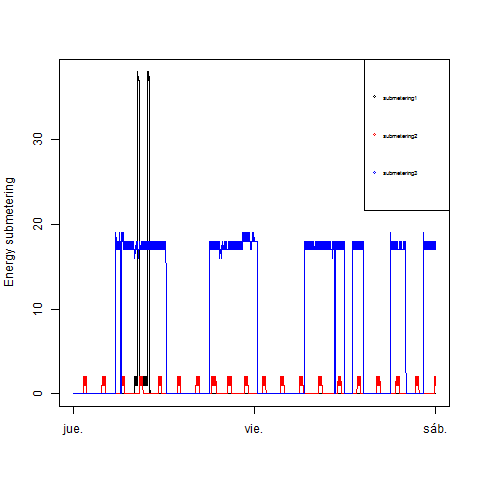 Energy submetering
30
20
10
0
submetering1
submetering2
submetering3
jue.
vie.
sáb.